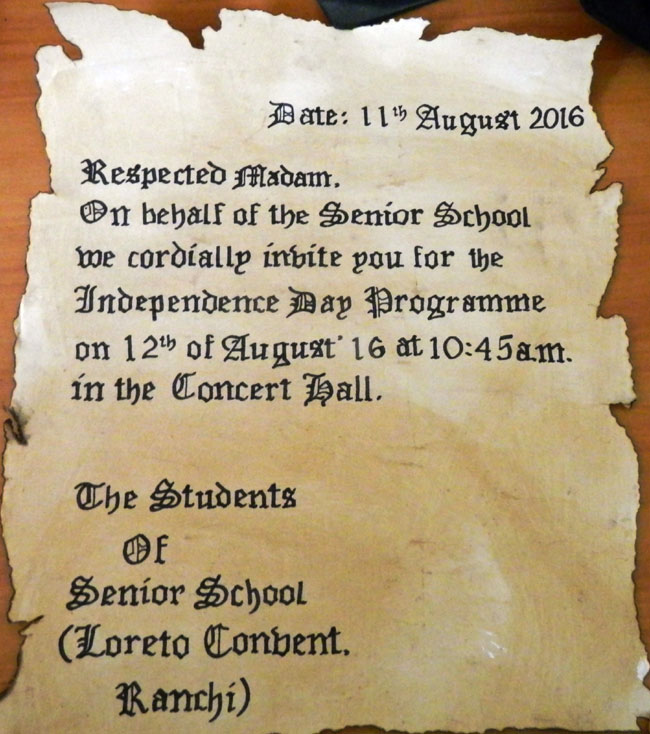 Date: 11th August 2016
Respected Madam.
On behalf of the Senior School
we cordially invite you for the
Independence Day Programme
on 12th of August' 16 at 10:45a.m.
in the Concert Hall.
The Students
Of
Senior School
(Loreto Convent.
Ranchi)